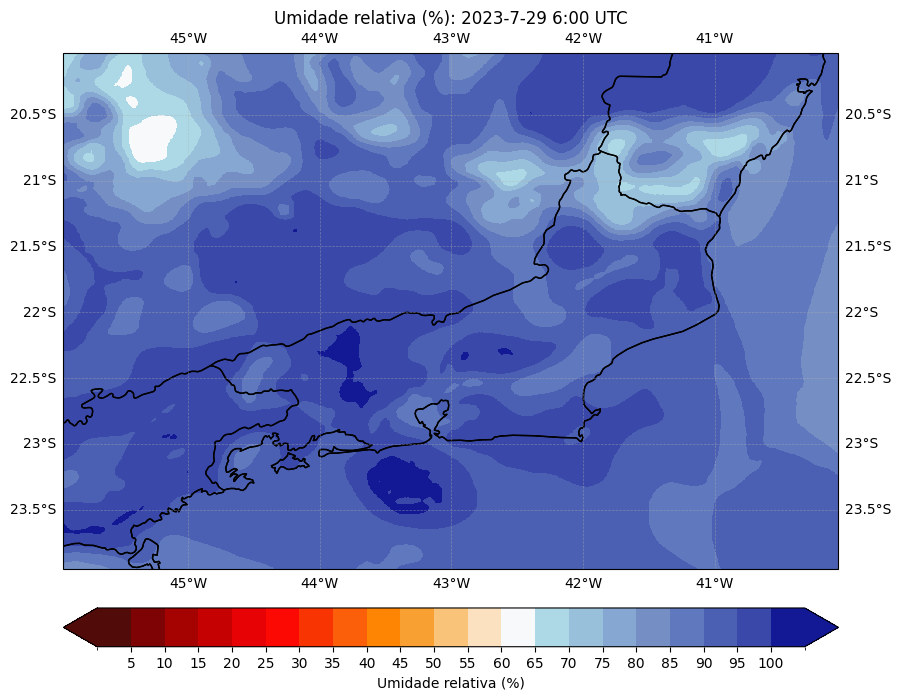 Umidade relativa (%): 2023-7-29 6:00 UTC
45°W 44°W 43°W 42°W 41°W
20.5°S 20.5°S
21°S 21°S
21.5°S 21.5°S
22°S 22°S
22.5°S 22.5°S
23°S 23°S
23.5°S 23.5°S
45°W 44°W 43°W 42°W 41°W
5 10 15 20 25 30 35 40 45 50 55 60 65 70 75 80 85 90 95 100
Umidade relativa (%)